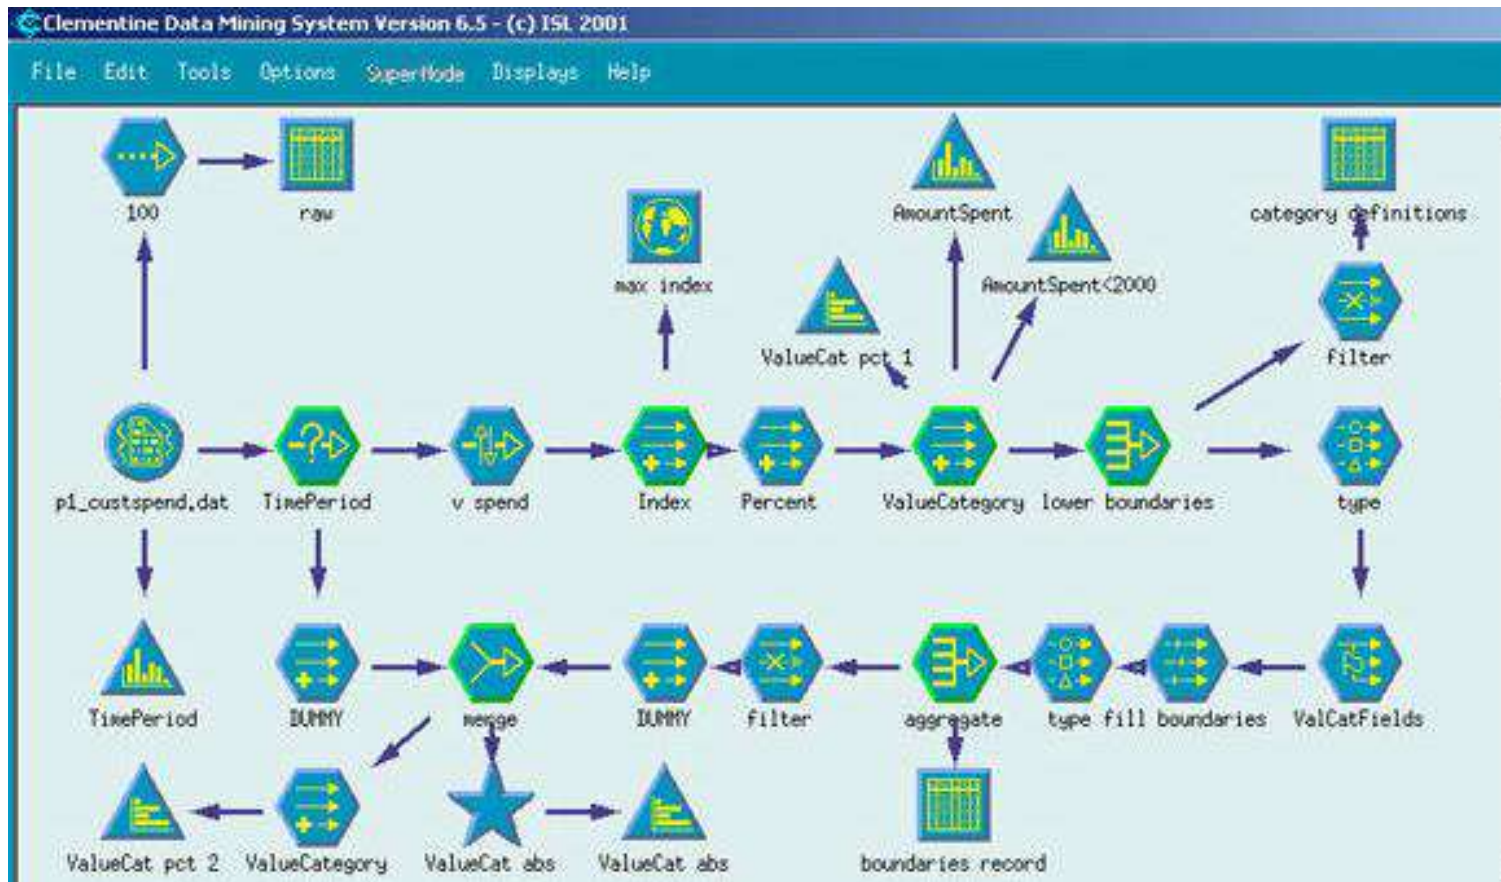 Clementine Data Mining System Version 6.5 - (c) ISL 2001
File Edit Tools Options SuperNode Displays Help
100
raw
AmountSpent
category definitions
max index
AmountSpent<2000
ValueCat pct 1
filter
p1_custspend.dat
TimePeriod
v spend
Index
Percent
ValueCategory
lower boundaries
type
TimePeriod
DUMMY
merge
DUMMY
filter
aggregate
type
fill boundaries
ValCatFields
ValueCat pct 2
ValueCategory
ValueCat abs
ValueCat abs
boundaries record